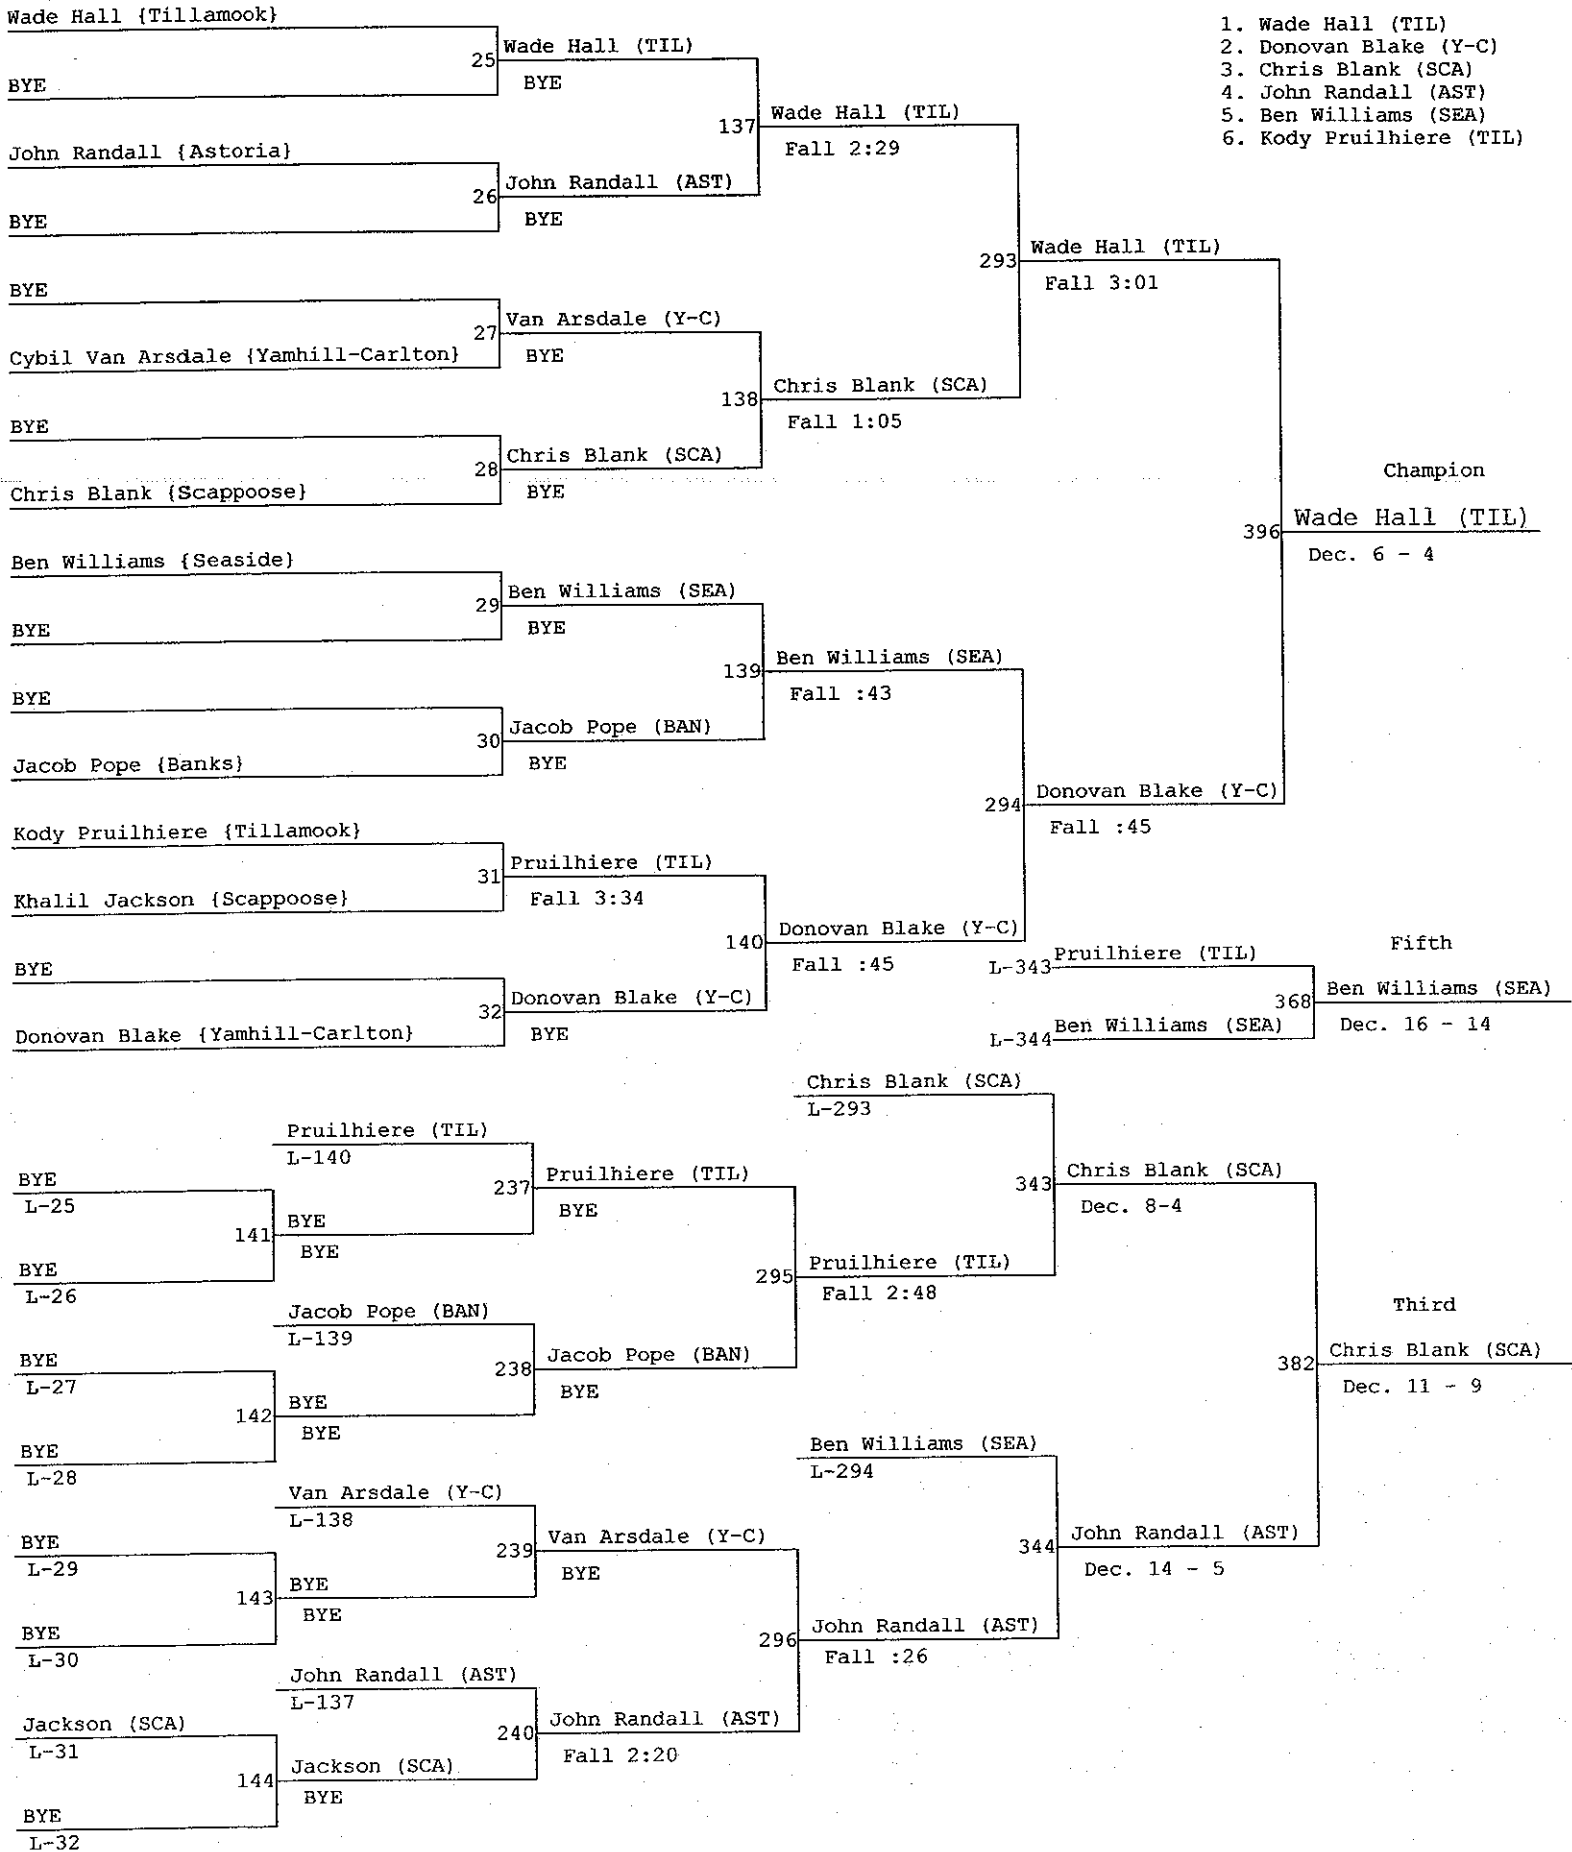 Wade Hall {Tillamook}
25
Wade Hall (TIL)
BYE
BYE
137
Wade Hall (TIL)
Fall 2:29
John Randall {Astoria}
26
John Randall (AST)
BYE
BYE
293
Wade Hall (TIL)
Fall 3:01
BYE
27
Van Arsdale (Y-C)
Cybil Van Arsdale {Yamhill-Carlton}
BYE
138
Chris Blank (SCA)
Fall 1:05
BYE
28
Chris Blank (SCA)
Chris Blank {Scappoose}
BYE
1. Wade Hall (TIL)
2. Donovan Blake (Y-C)
3. Chris Blank (SCA)
4. John Randall (AST)
5. Ben Williams (SEA)
6. Kody Pruilhiere (TIL)
Champion
396
Wade Hall (TIL)
Dec. 6 - 4
Ben Williams {Seaside}
29
Ben Williams (SEA)
BYE
BYE
139
Ben Williams (SEA)
Fall :43
BYE
30
Jacob Pope (BAN)
Jacob Pope {Banks}
BYE
294
Donovan Blake (Y-C)
Fall :45
Kody Pruilhiere {Tillamook}
31
Pruilhiere (TIL)
Khalil Jackson {Scappoose}
Fall 3:34
140
Donovan Blake (Y-C)
Fall :45
BYE
32
Donovan Blake (Y-C)
Donovan Blake {Yamhill-Carlton}
BYE
L-343
Pruilhiere (TIL)
Fifth
368
Ben Williams (SEA)
L-344
Ben Williams (SEA)
Dec. 16 - 14
Chris Blank (SCA)
L-293
Pruilhiere (TIL)
L-140
BYE
L-25
237
Pruilhiere (TIL)
BYE
343
Chris Blank (SCA)
Dec. 8-4
141
BYE
BYE
BYE
L-26
295
Pruilhiere (TIL)
Fall 2:48
Jacob Pope (BAN)
L-139
Third
BYE
L-27
238
Jacob Pope (BAN)
BYE
382
Chris Blank (SCA)
Dec. 11 - 9
142
BYE
BYE
BYE
L-28
Ben Williams (SEA)
L-294
Van Arsdale (Y-C)
L-138
BYE
L-29
239
Van Arsdale (Y-C)
BYE
344
John Randall (AST)
Dec. 14 - 5
143
BYE
BYE
BYE
L-30
296
John Randall (AST)
Fall :26
John Randall (AST)
L-137
Jackson (SCA)
L-31
240
John Randall (AST)
Fall 2:20
144
Jackson (SCA)
BYE
BYE
L-32